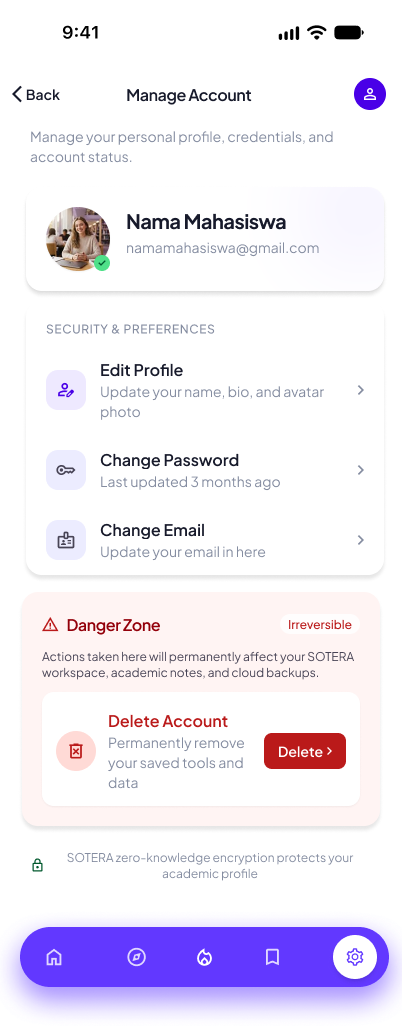 9:41
Back
Manage Account
Manage your personal profile, credentials, and
account status.
Nama Mahasiswa
namamahasiswa@gmail.com
SECURITY & PREFERENCES
Edit Profile
Update your name, bio, and avatar
photo
Change Password
Last updated 3 months ago
Change Email
Update your email in here
Danger Zone
Irreversible
Actions taken here will permanently affect your SOTERA
workspace, academic notes, and cloud backups.
Delete Account
Permanently remove
your saved tools and
data
Delete
SOTERA zero-knowledge encryption protects your
academic profile